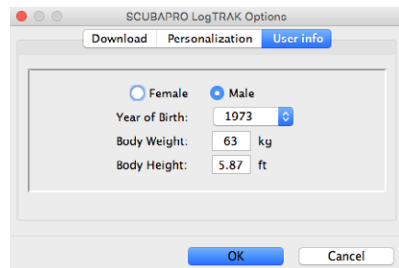 SCUBAPRO LogTRAK Options
Download Personalization User info
Female Male
Year of Birth: 1973
Body Weight: 63 kg
Body Height: 5.87 ft
OK Cancel